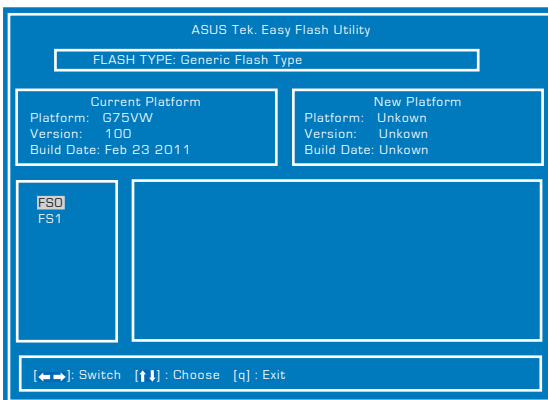 ASUS Tek. Easy Flash Utility
FLASH TYPE: Generic Flash Type
Current Platform
Platform: G75VW
Version: 100
Build Date: Feb 23 2011
New Platform
Platform: Unkown
Version: Unkown
Build Date: Unkown
FS0
FS1
[←→]: Switch [↑↓] : Choose [q] : Exit